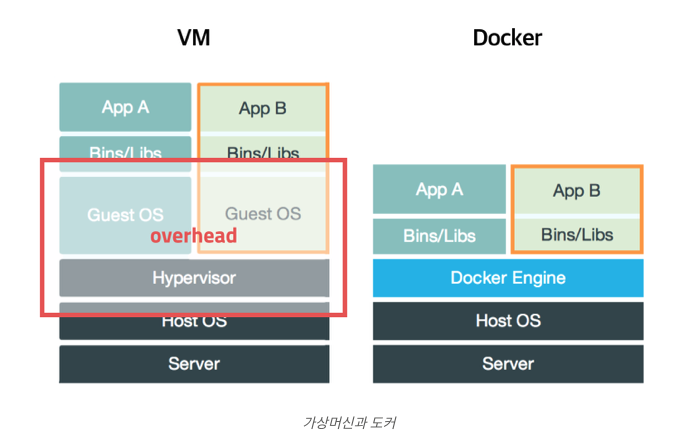 VM
Docker
App A
App B
Bins/Libs
Bins/Libs
Guest OS
Guest OS
overhead
Hypervisor
Host OS
Server
App A
App B
Bins/Libs
Bins/Libs
Docker Engine
Host OS
Server
가상머신과 도커